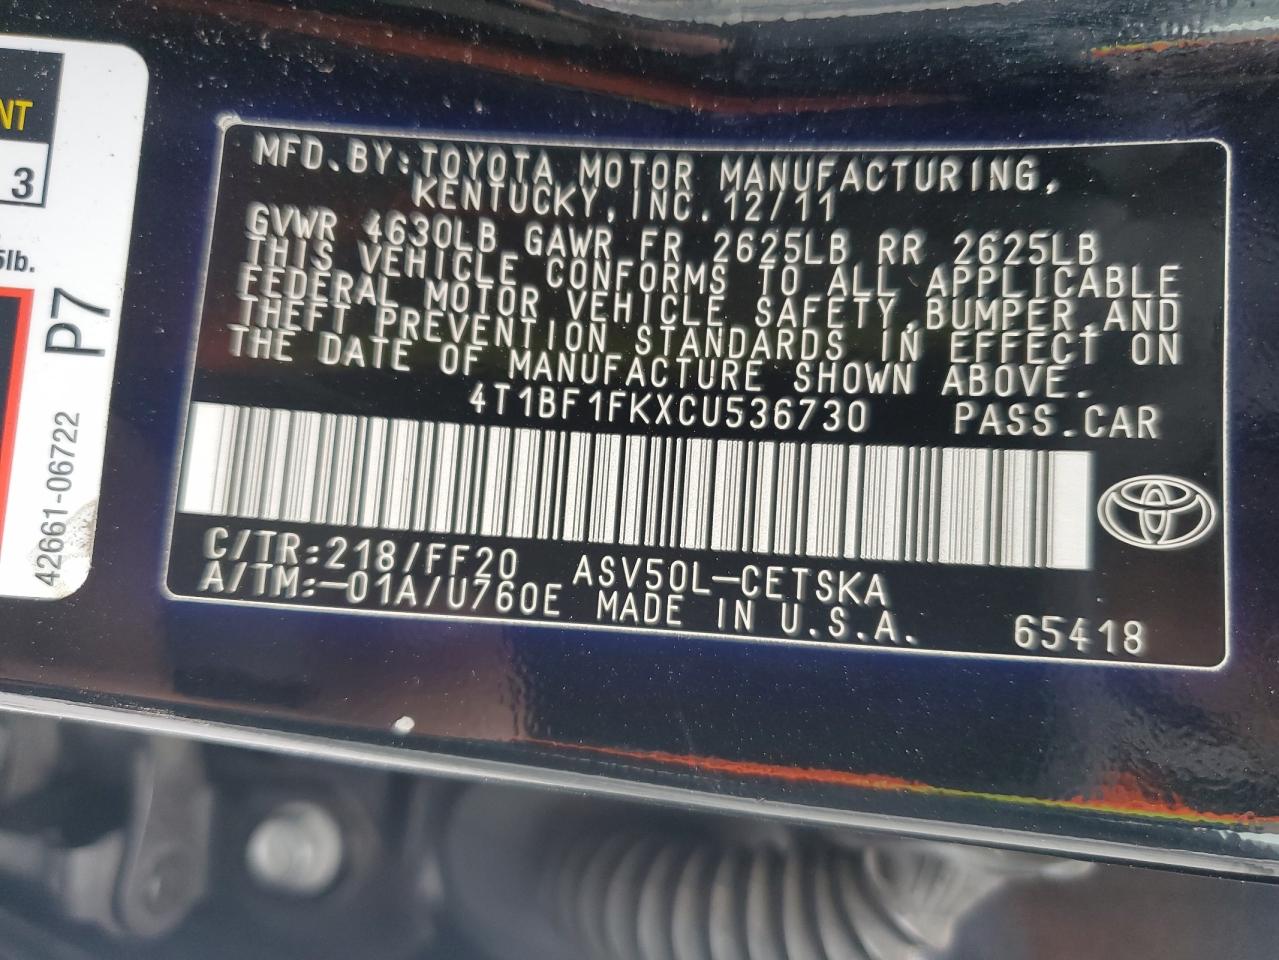 NT
3
5lb.
P7
42661-06722
MFD.BY:TOYOTA MOTOR MANUFACTURING,
KENTUCKY,INC.12/11
GVWR 4630LB GAWR FR 2625LB RR 2625LB
THIS VEHICLE CONFORMS TO ALL APPLICABLE
FEDERAL MOTOR VEHICLE SAFETY,BUMPER,AND
THEFT PREVENTION STANDARDS IN EFFECT ON
THE DATE OF MANUFACTURE SHOWN ABOVE.
4T1BF1FKXCU536730 PASS.CAR
C/TR:218/FF20 ASV50L-CETSKA
A/TM:-01A/U760E MADE IN U.S.A. 65418